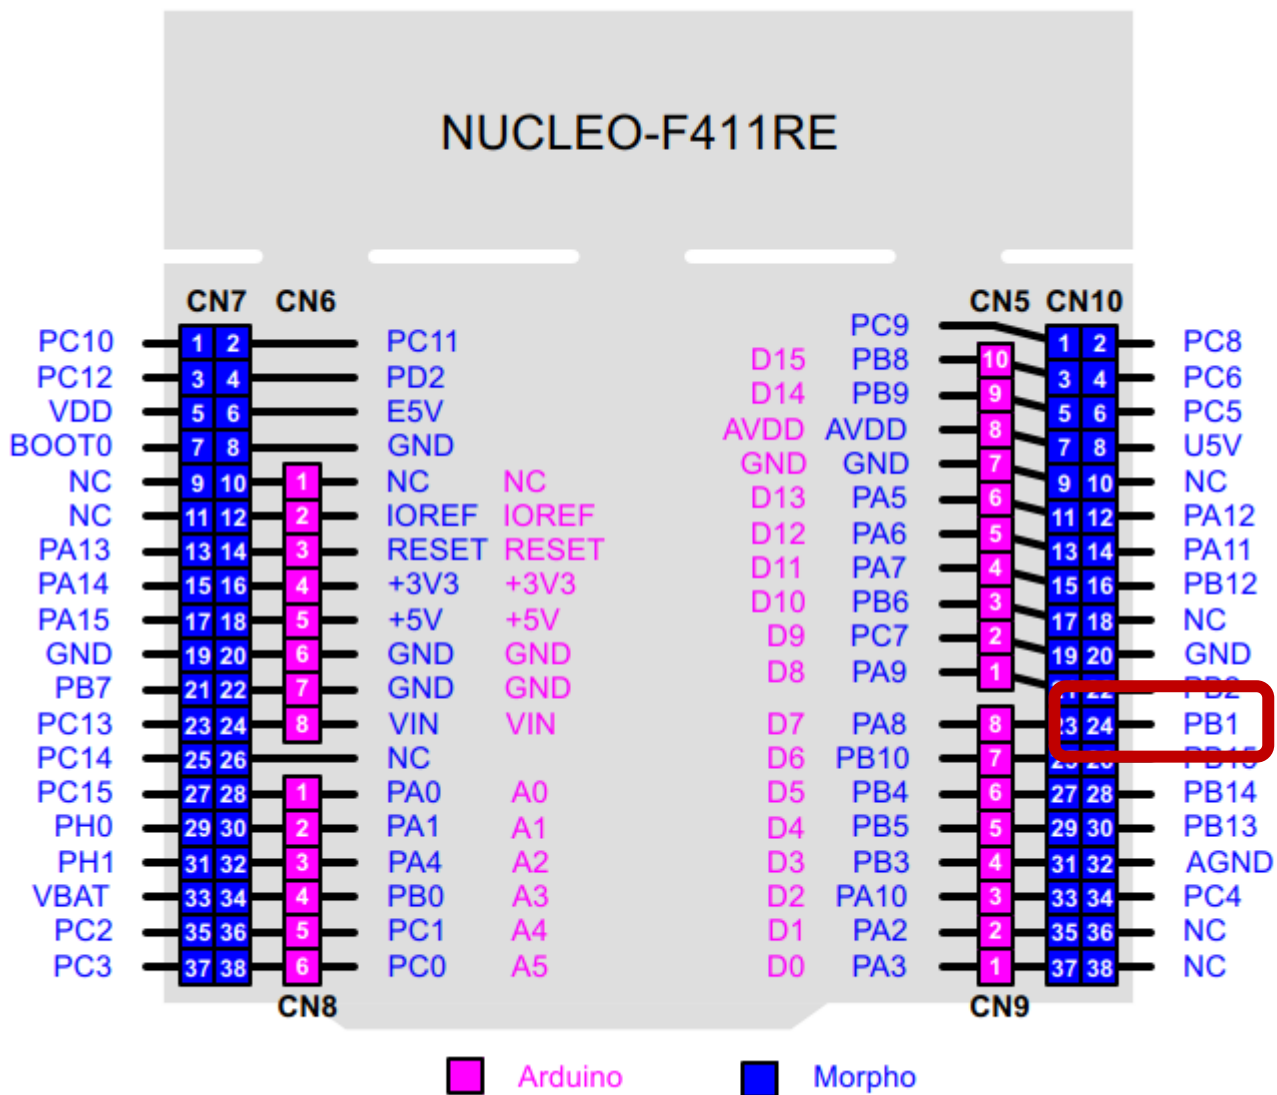 NUCLEO-F411RE
CN7 CN6 CN5 CN10
PC9
PC10 1 2 PC11 1 2 PC8
D15 PB8 10
PC12 3 4 PD2 3 4 PC6
D14 PB9 9
VDD 5 6 E5V 5 6 PC5
AVDD AVDD 8
BOOT0 7 8 GND 7 8 U5V
GND GND 7
NC 9 10 1 NC NC 9 10 NC
D13 PA5 6
NC 11 12 2 IOREF IOREF 11 12 PA12
D12 PA6 5
PA13 13 14 3 RESET RESET 13 14 PA11
D11 PA7 4
PA14 15 16 4 +3V3 +3V3 15 16 PB12
D10 PB6 3
PA15 17 18 5 +5V +5V 17 18 NC
D9 PC7 2
GND 19 20 6 GND GND 19 20 GND
D8 PA9 1
PB7 21 22 7 GND GND 21 22 PB2
PC13 23 24 8 VIN VIN D7 PA8 8 23 24 PB1
PC14 25 26 NC D6 PB10 7 25 26 PB15
PC15 27 28 1 PA0 A0 D5 PB4 6 27 28 PB14
PH0 29 30 2 PA1 A1 D4 PB5 5 29 30 PB13
PH1 31 32 3 PA4 A2 D3 PB3 4 31 32 AGND
VBAT 33 34 4 PB0 A3 D2 PA10 3 33 34 PC4
PC2 35 36 5 PC1 A4 D1 PA2 2 35 36 NC
PC3 37 38 6 PC0 A5 D0 PA3 1 37 38 NC
CN8 CN9
Arduino Morpho